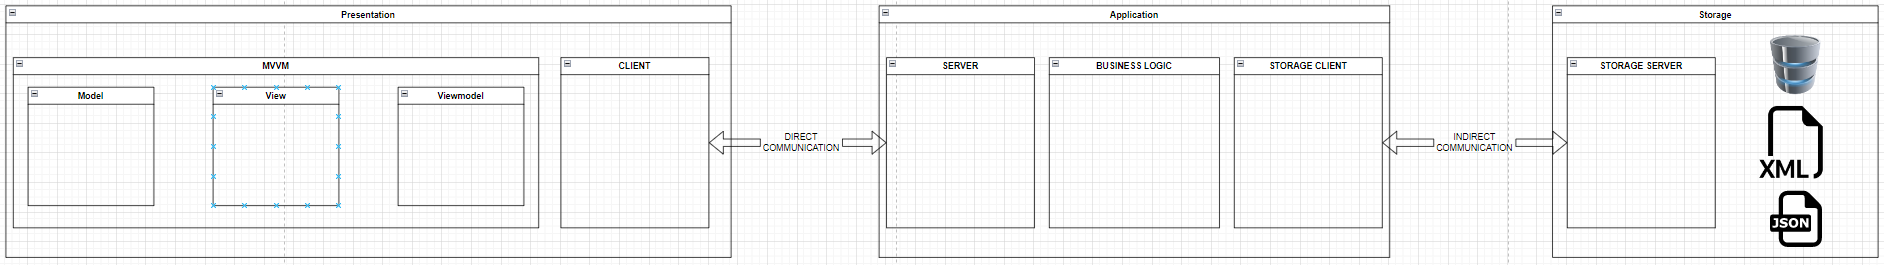 Presentation
Application
Storage
MVVM
CLIENT
SERVER
BUSINESS LOGIC
STORAGE CLIENT
STORAGE SERVER
Model
View
Viewmodel
DIRECT
COMMUNICATION
INDIRECT
COMMUNICATION
XML
JSON